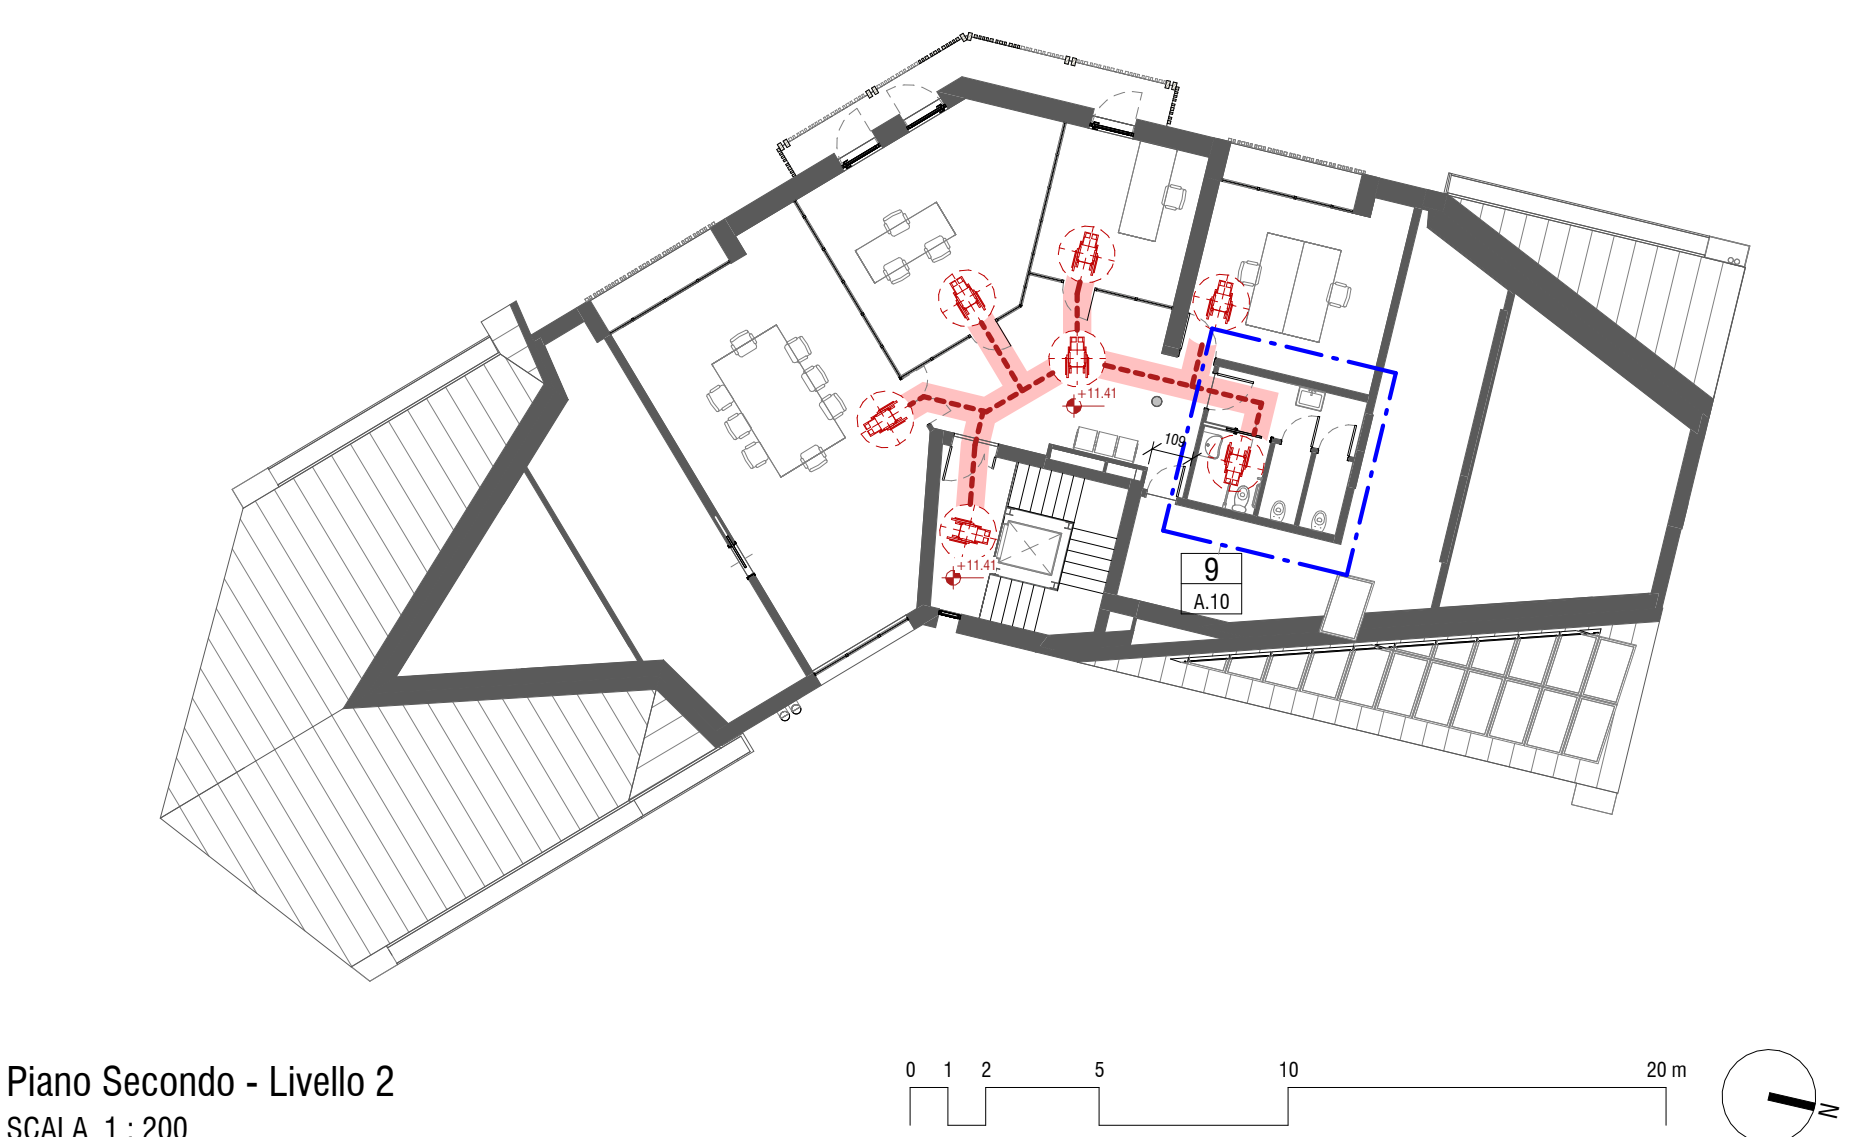 +11.41
109
+11.41
9
A.10
Piano Secondo - Livello 2
SCALA 1 : 200
0 1 2 5 10 20 m
N